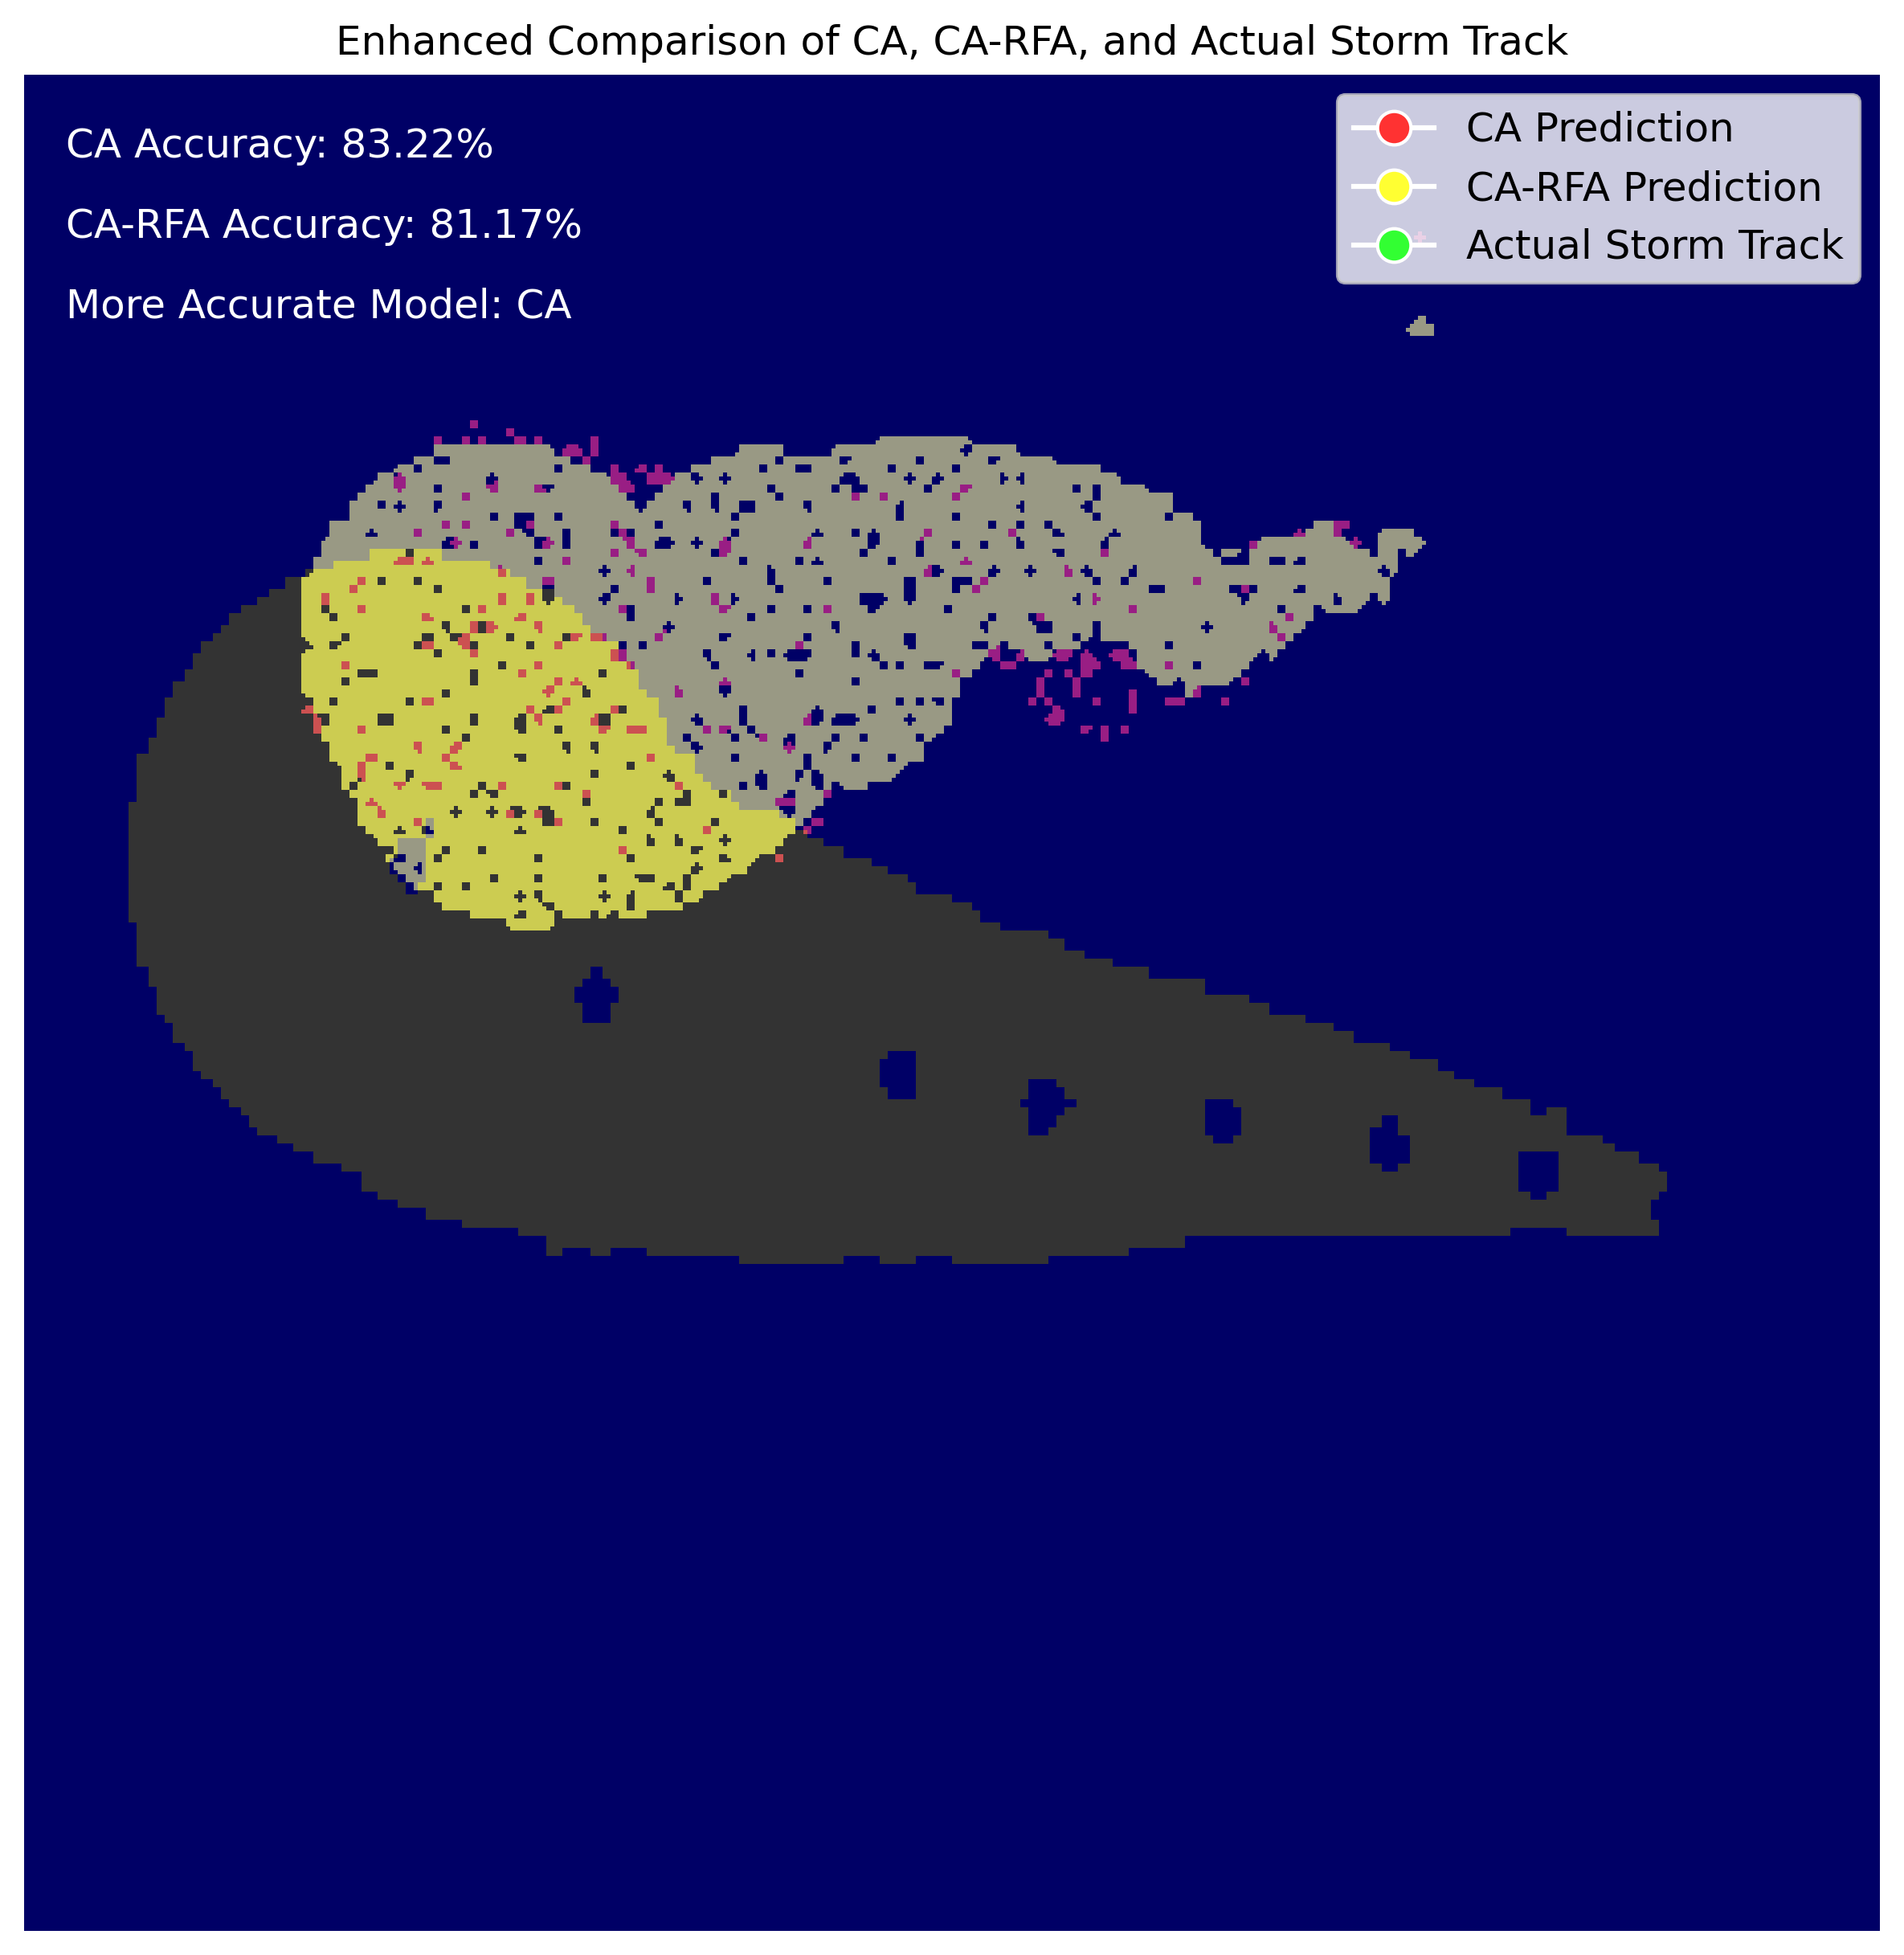 Enhanced Comparison of CA, CA-RFA, and Actual Storm Track
CA Accuracy: 83.22%
CA-RFA Accuracy: 81.17%
More Accurate Model: CA
CA Prediction
CA-RFA Prediction
Actual Storm Track